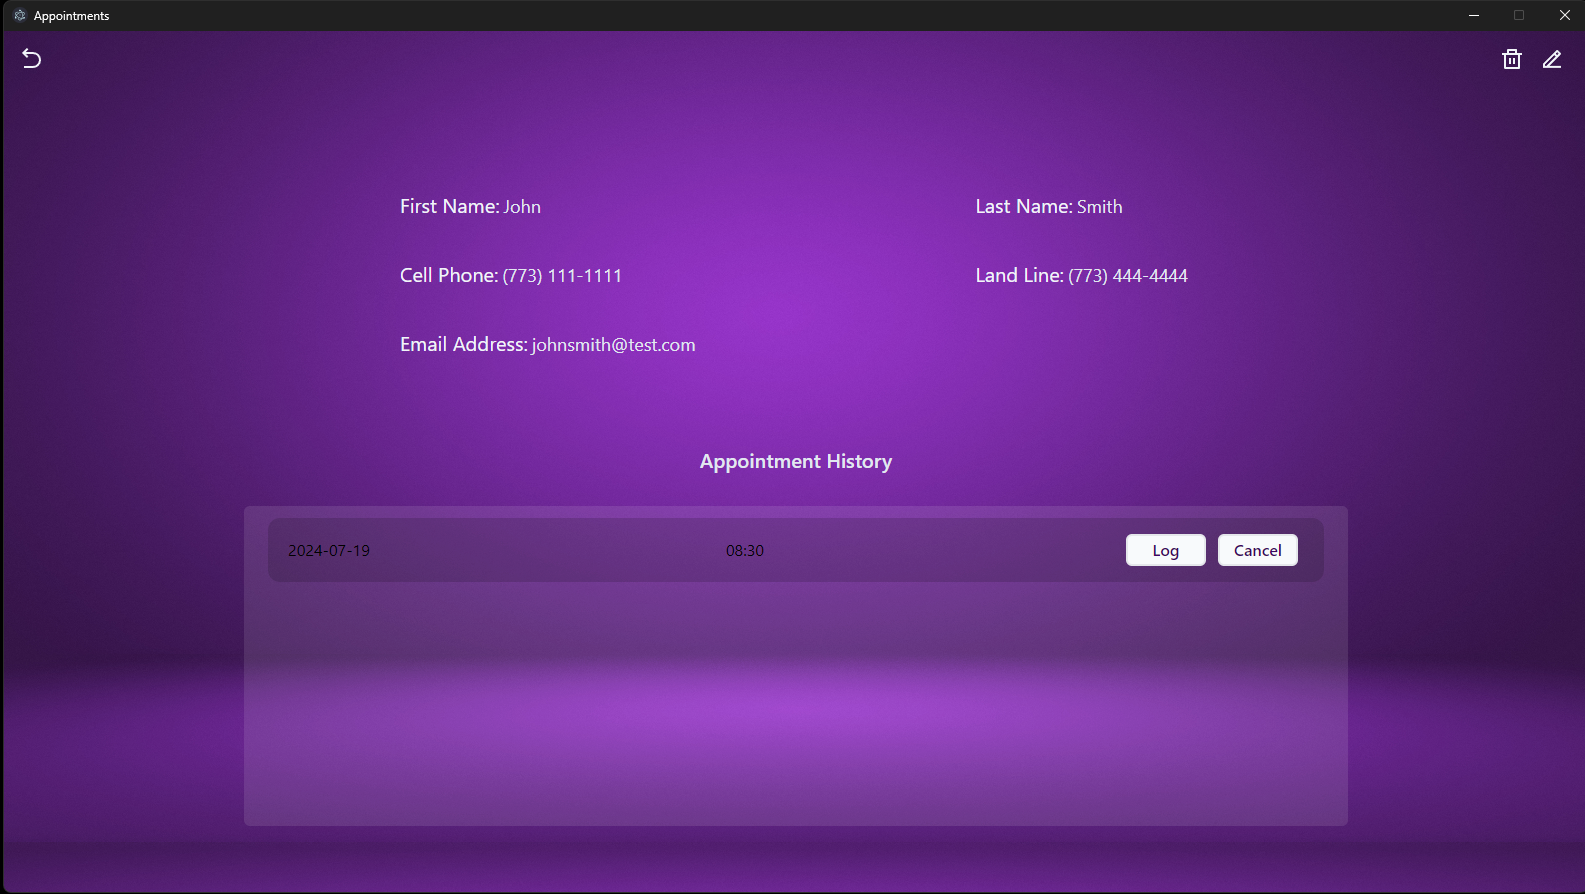 Appointments
First Name: John
Last Name: Smith
Cell Phone: (773) 111-1111
Land Line: (773) 444-4444
Email Address: johnsmith@test.com
Appointment History
2024-07-19 08:30 Log Cancel